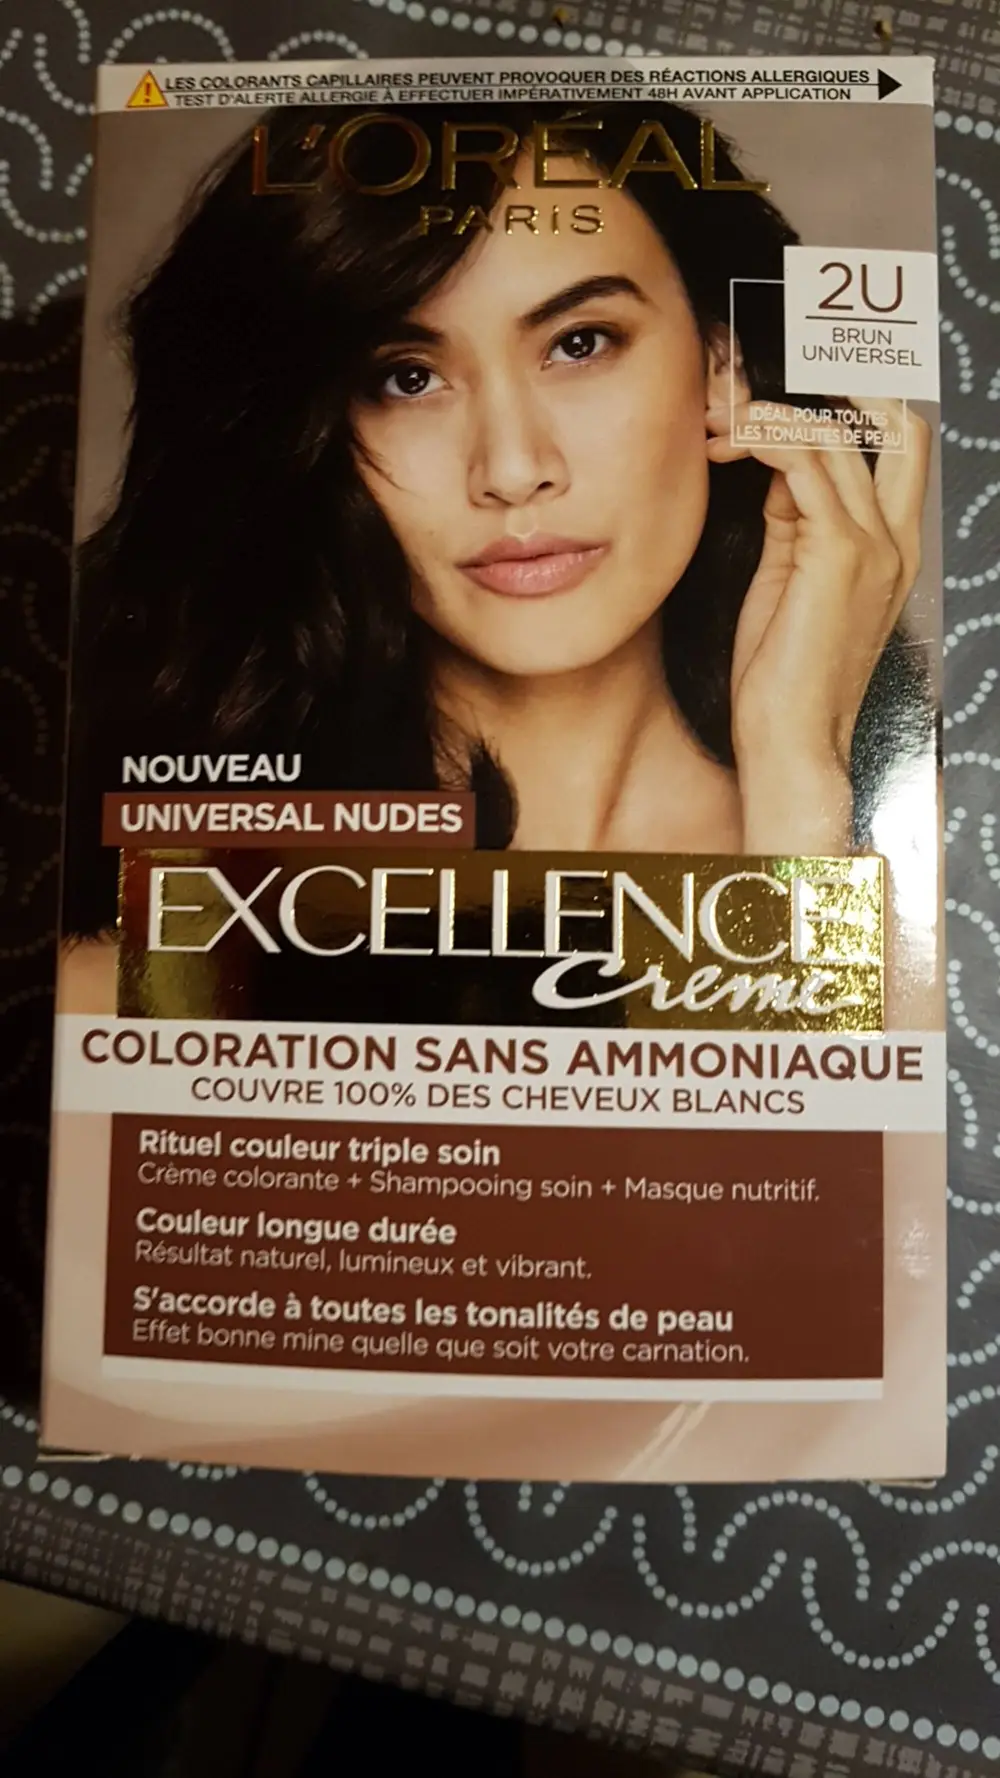 LES COLORANTS CAPILLAIRES PEUVENT PROVOQUER DES RÉACTIONS ALLERGIQUES
TEST D'ALERTE ALLERGIE À EFFECTUER IMPÉRATIVEMENT 48H AVANT APPLICATION
L'ORÉAL
PARIS
2U
BRUN
UNIVERSEL
IDÉAL POUR TOUTES
LES TONALITÉS DE PEAU
NOUVEAU
UNIVERSAL NUDES
EXCELLENCE
Creme
COLORATION SANS AMMONIAQUE
COUVRE 100% DES CHEVEUX BLANCS
Rituel couleur triple soin
Crème colorante + Shampooing soin + Masque nutritif.
Couleur longue durée
Résultat naturel, lumineux et vibrant.
S'accorde à toutes les tonalités de peau
Effet bonne mine quelle que soit votre carnation.